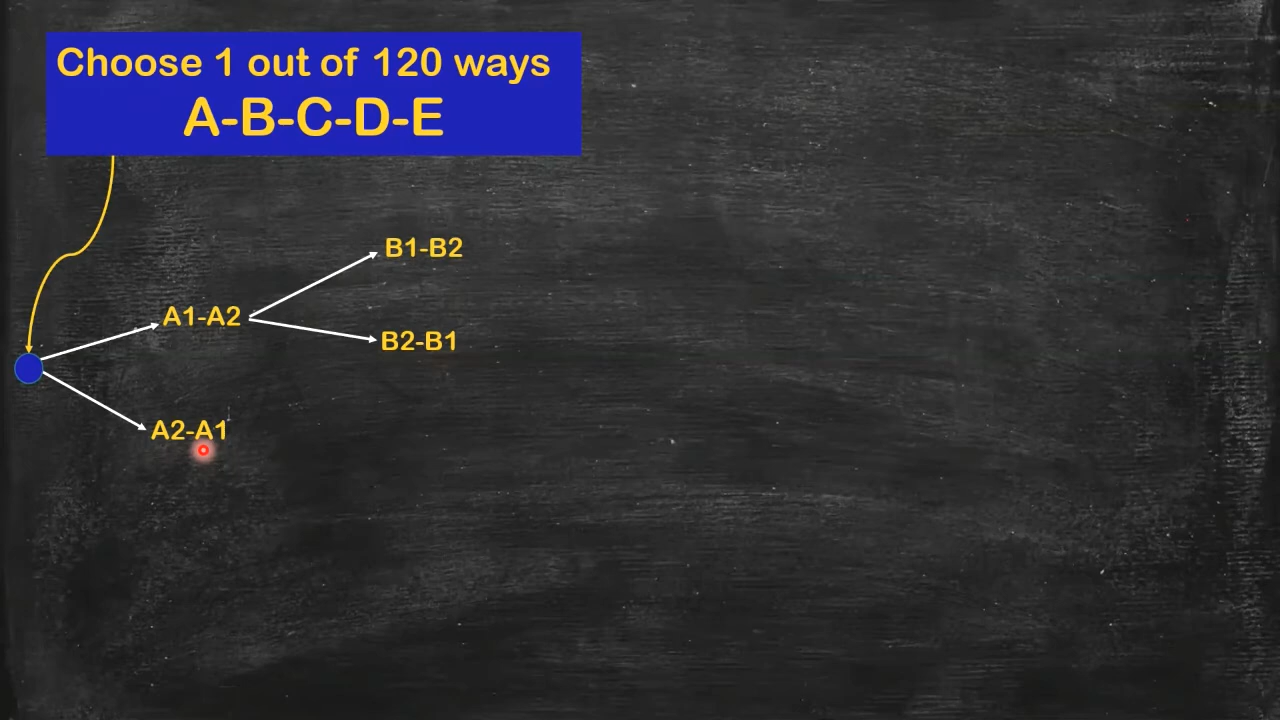 Choose 1 out of 120 ways
A-B-C-D-E
B1-B2
A1-A2
B2-B1
A2-A1